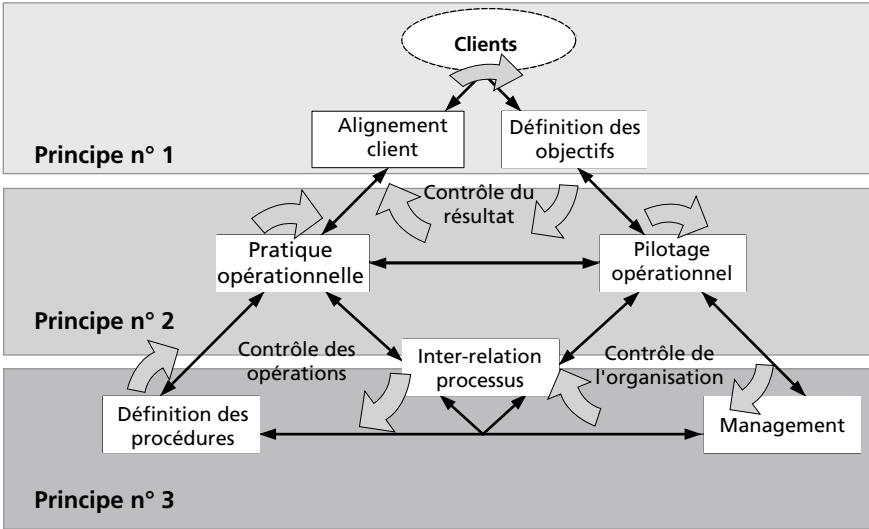 Clients
Alignement
client
Définition des
objectifs
Principe n° 1
Contrôle du
résultat
Pratique
opérationnelle
Pilotage
opérationnel
Principe n° 2
Contrôle des
opérations
Inter-relation
processus
Contrôle de
l'organisation
Définition des
procédures
Management
Principe n° 3